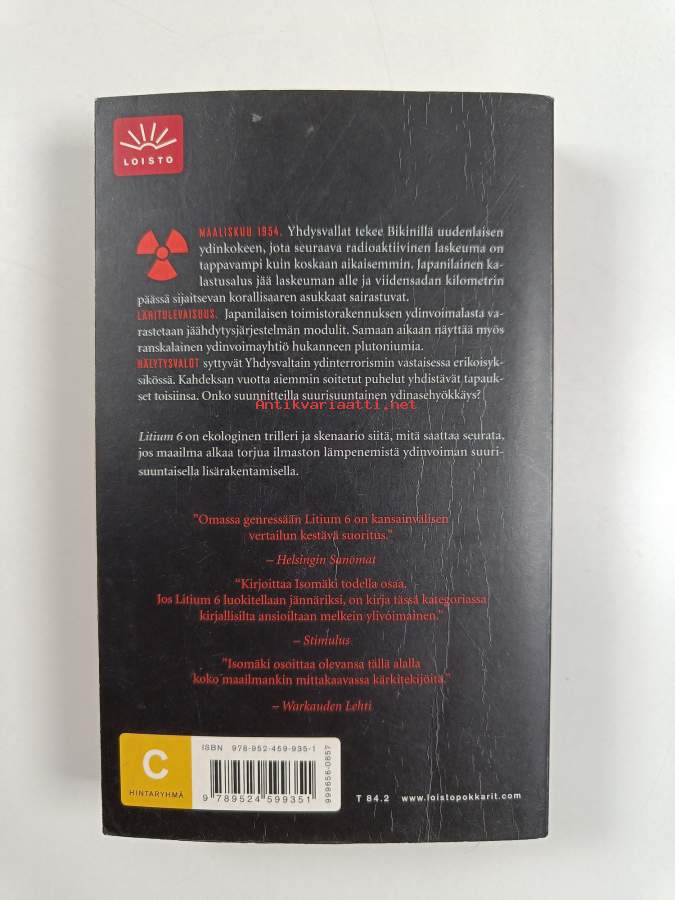 LOISTO
MAALISKUU 1954. Yhdysvallat tekee Bikinillä uudenlaisen
ydinkokeen, jota seuraava radioaktiivinen laskeuma on
tappavampi kuin koskaan aikaisemmin. Japanilainen ka-
lastusalus jää laskeuman alle ja viidensadan kilometrin
päässä sijaitsevan korallisaaren asukkaat sairastuvat.
LÄHITULEVAISUUS. Japanilaisen toimistorakennuksen ydinvoimalasta va-
rastetaan jäähdytysjärjestelmän modulit. Samaan aikaan näyttää myös
ranskalainen ydinvoimayhtiö hukanneen plutoniumia.
HÄLYTYSVALOT syttyvät Yhdysvaltain ydinterrorismin vastaisessa erikoisyk-
sikössä. Kahdeksan vuotta aiemmin soitetut puhelut yhdistävät tapauk-
set toisiinsa. Onko suunnitteilla suurisuuntainen ydinasehyökkäys?
Antikvariaatti.net
Litium 6 on ekologinen trilleri ja skenaario siitä, mitä saattaa seurata,
jos maailma alkaa torjua ilmaston lämpenemistä ydinvoiman suuri-
suuntaisella lisärakentamisella.
"Omassa genressään Litium 6 on kansainvälisen
vertailun kestävä suoritus."
– Helsingin Sanomat
"Kirjoittaa Isomäki todella osaa.
Jos Litium 6 luokitellaan jännäriksi, on kirja tässä kategoriassa
kirjallisilta ansioiltaan melkein ylivoimainen."
– Stimulus
"Isomäki osoittaa olevansa tällä alalla
koko maailmankin mittakaavassa kärkitekijöitä."
– Warkauden Lehti
C
HINTARYHMÄ
ISBN 978-952-459-935-1
9 789524 599351
999656-0857
T 84.2 www.loistopokkarit.com